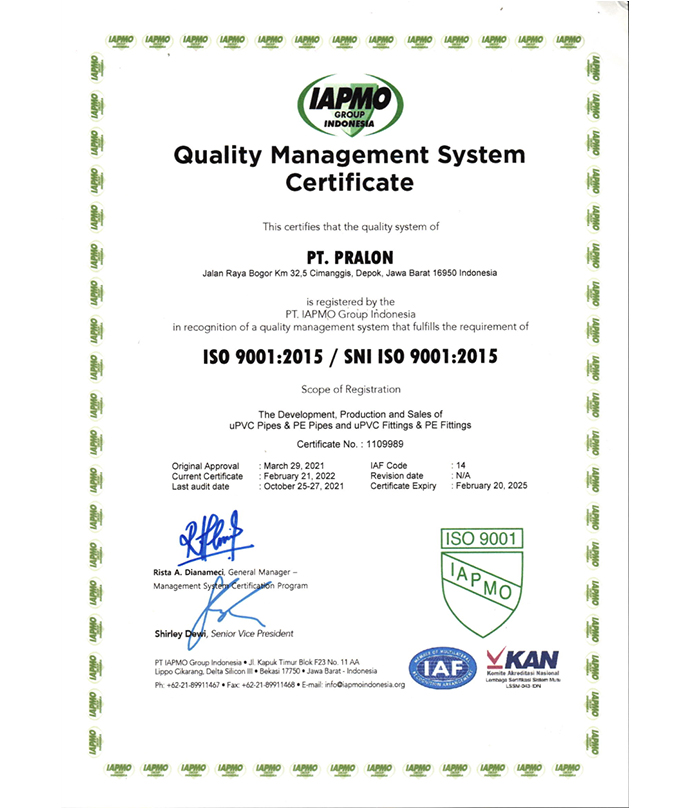 IAPMO
GROUP
INDONESIA
Quality Management System
Certificate
This certifies that the quality system of
PT. PRALON
Jalan Raya Bogor Km 32,5 Cimanggis, Depok, Jawa Barat 16950 Indonesia
is registered by the
PT. IAPMO Group Indonesia
in recognition of a quality management system that fulfills the requirement of
ISO 9001:2015 / SNI ISO 9001:2015
Scope of Registration
The Development, Production and Sales of
uPVC Pipes & PE Pipes and uPVC Fittings & PE Fittings
Certificate No. : 1109989
Original Approval : March 29, 2021 IAF Code : 14
Current Certificate : February 21, 2022 Revision date : N/A
Last audit date : October 25-27, 2021 Certificate Expiry : February 20, 2025
Rista A. Dianameci, General Manager –
Management System Certification Program
Shirley Dewi, Senior Vice President
ISO 9001
IAPMO
PT IAPMO Group Indonesia • Jl. Kapuk Timur Blok F23 No. 11 AA
Lippo Cikarang, Delta Silicon III • Bekasi 17750 • Jawa Barat - Indonesia
Ph: +62-21-89911467 • Fax: +62-21-89911468 • E-mail: info@iapmoindonesia.org
MEMBER OF MULTILATERAL
IAF
RECOGNITION ARRANGEMENT
KAN
Komite Akreditasi Nasional
Lembaga Sertifikasi Sistem Mutu
LSSM-043-IDN